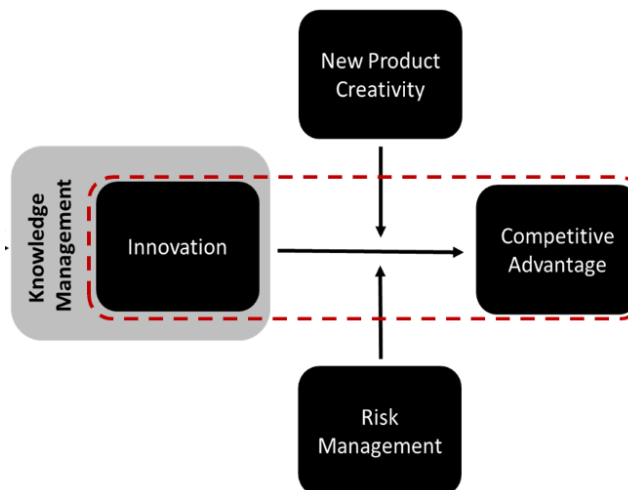 New Product
Creativity
Knowledge
Management
Innovation
Competitive
Advantage
Risk
Management